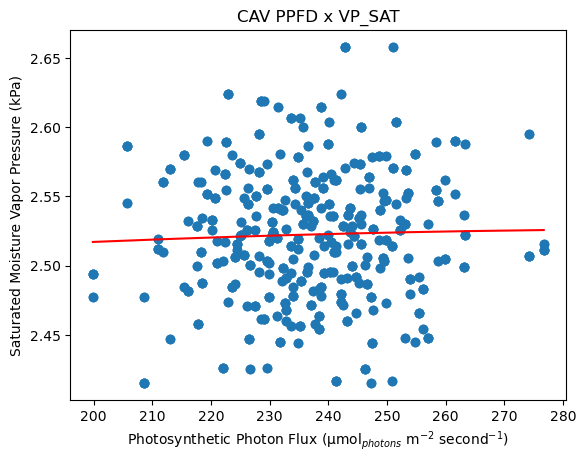 CAV PPFD x VP_SAT
Saturated Moisture Vapor Pressure (kPa)
2.65
2.60
2.55
2.50
2.45
200 210 220 230 240 250 260 270 280
Photosynthetic Photon Flux (μmol_photons m⁻² second⁻¹)